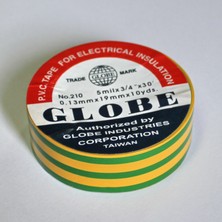 P.V.C TAPE FOR ELECTRICAL INSULATION
TRADE MARK
GLOBE
No.210
5mil×3/4"×30'
0.13mm×19mm×10yds.
GLOBE
Authorized by
GLOBE INDUSTRIES
CORPORATION
TAIWAN